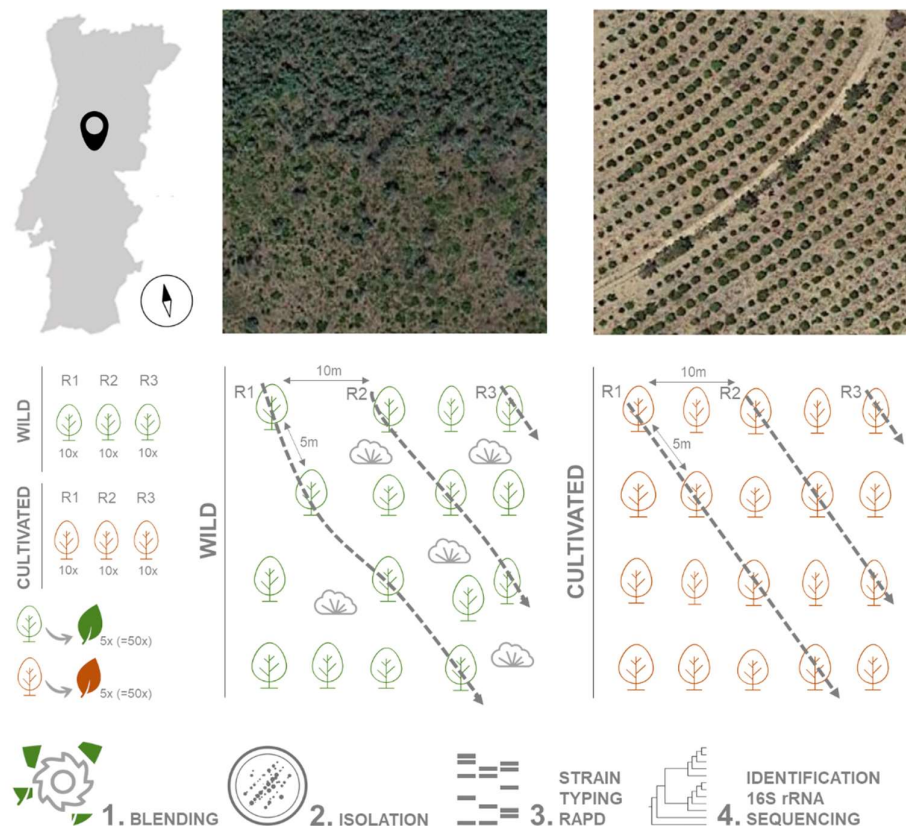 WILD
R1 R2 R3
10x 10x 10x
CULTIVATED
R1 R2 R3
10x 10x 10x
5x (=50x)
5x (=50x)
WILD
R1
10m
R2
R3
5m
CULTIVATED
R1
10m
R2
R3
5m
1. BLENDING
2. ISOLATION
3. STRAIN
TYPING
RAPD
4. IDENTIFICATION
16S rRNA
SEQUENCING